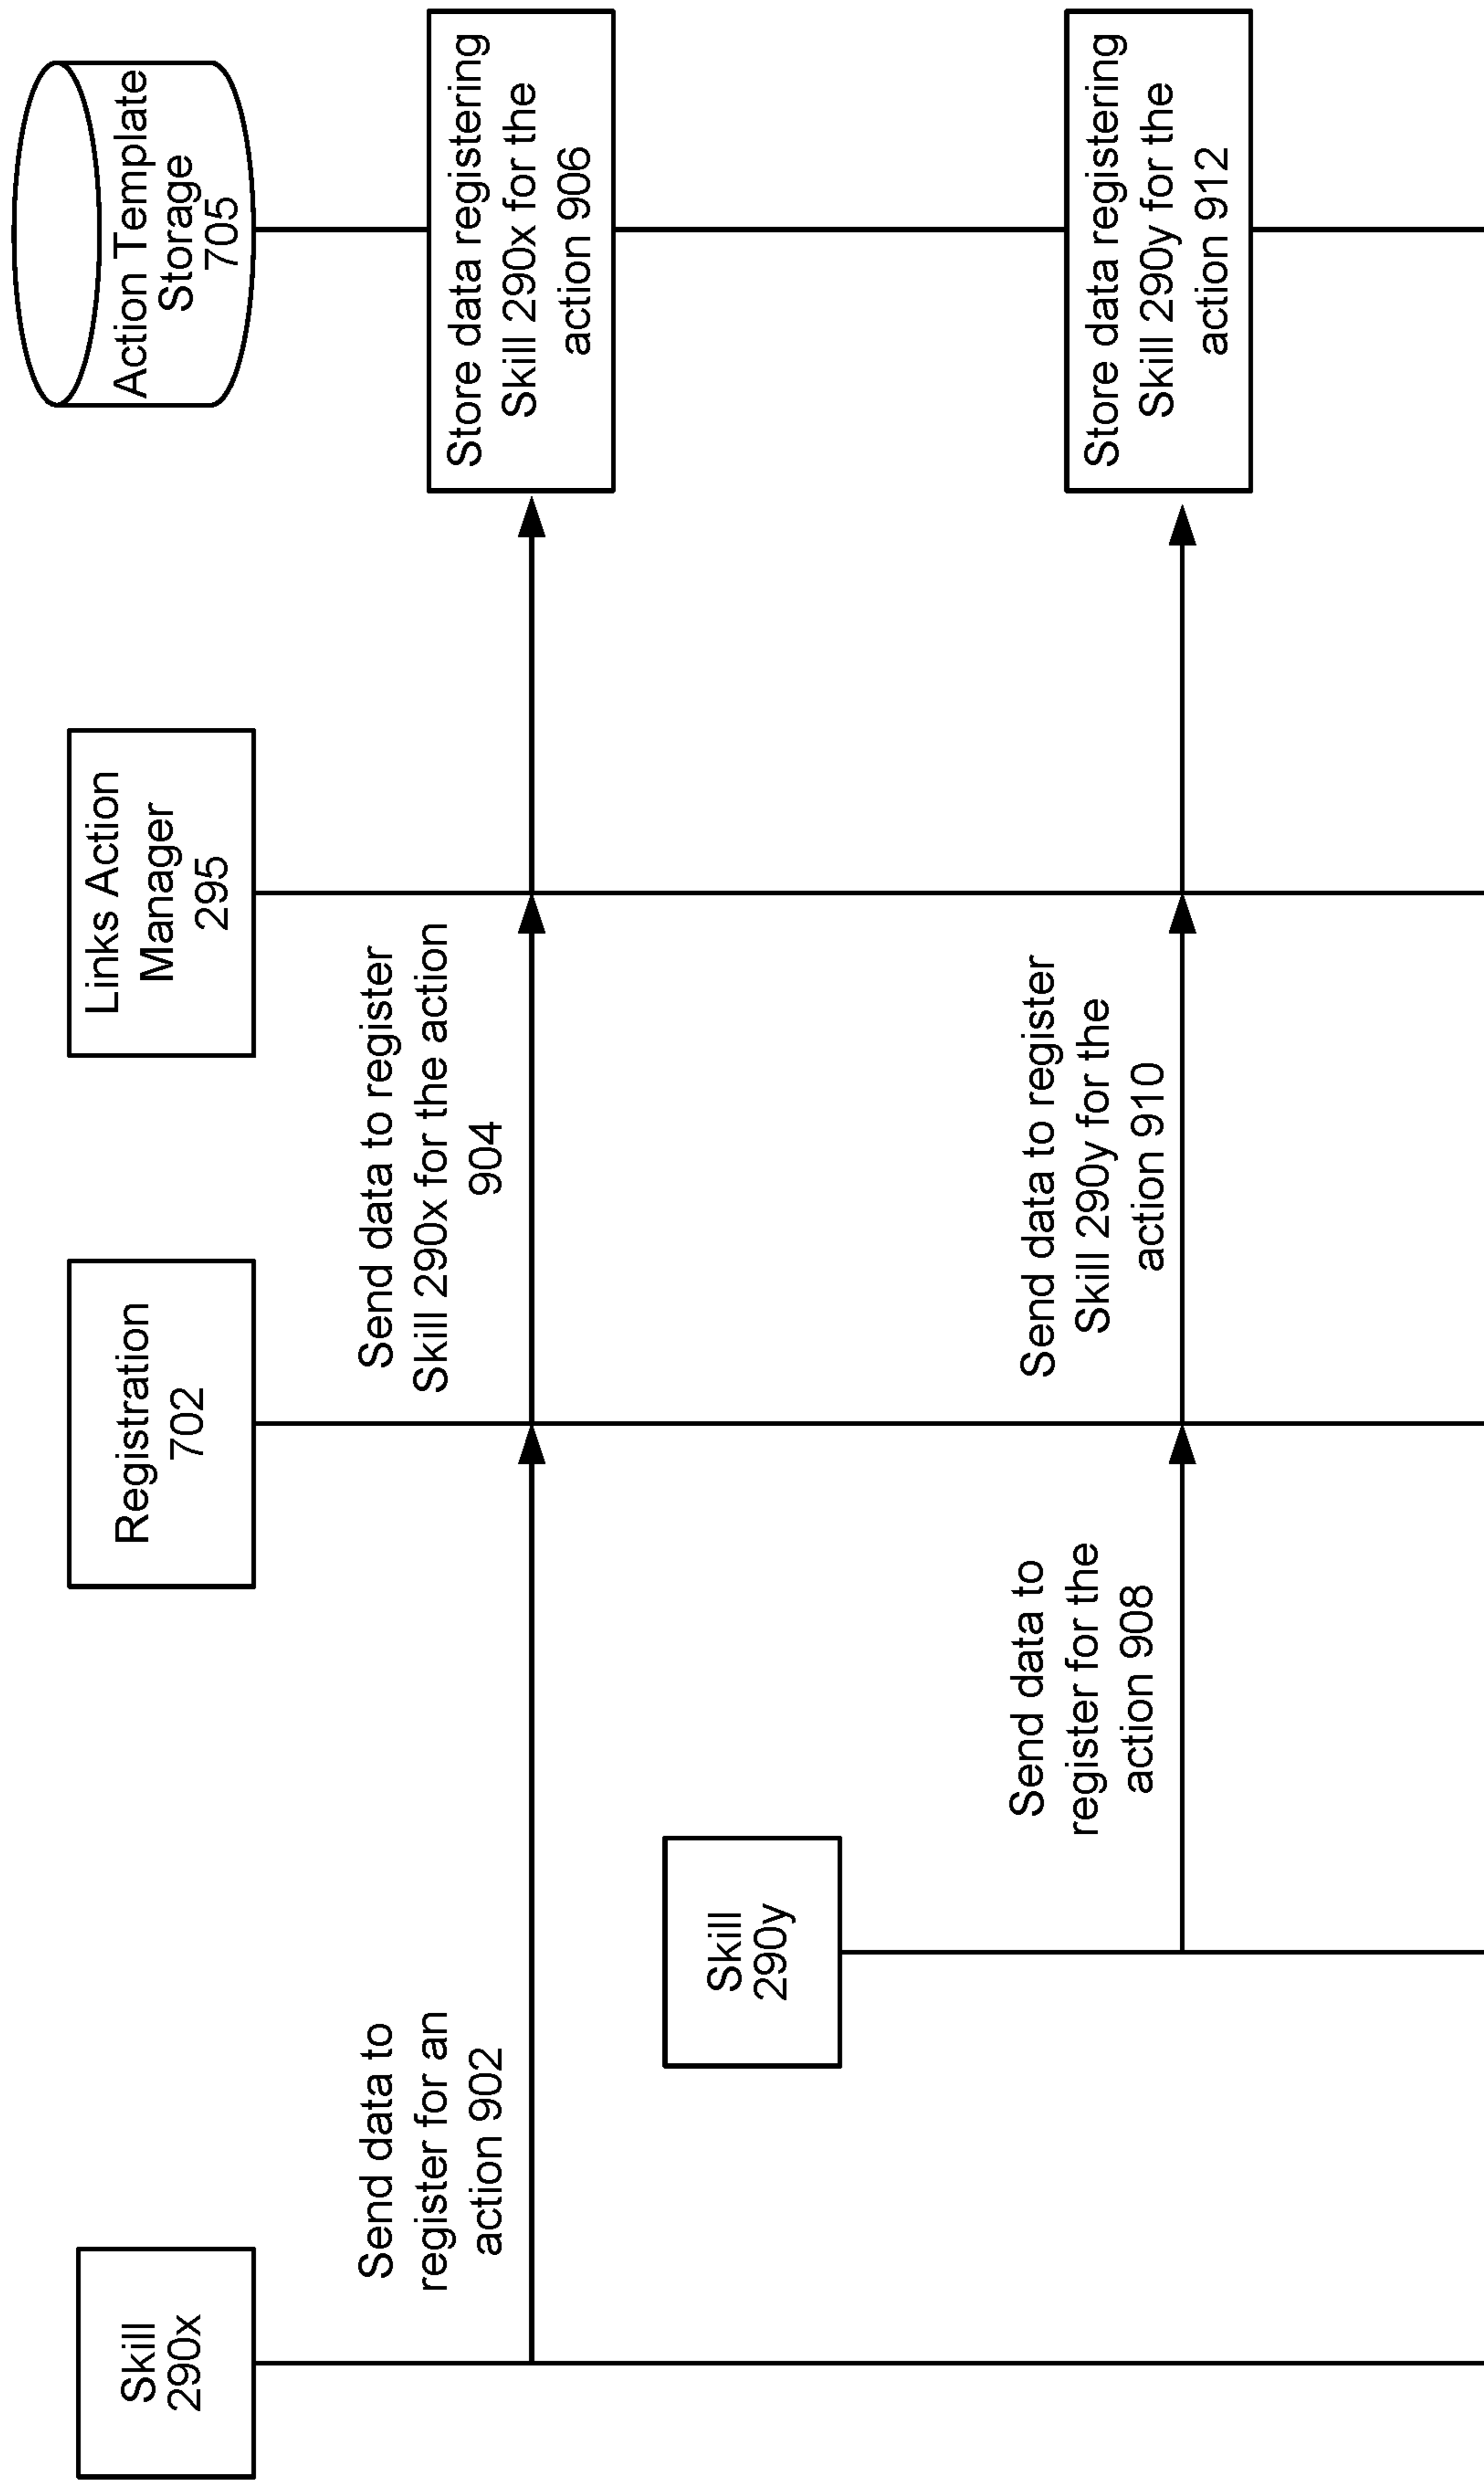 Skill
290x
Registration
702
Links Action
Manager
295
Action Template
Storage
705
Send data to
register for an
action 902
Send data to register
Skill 290x for the action
904
Store data registering
Skill 290x for the
action 906
Skill
290y
Send data to
register for the
action 908
Send data to register
Skill 290y for the
action 910
Store data registering
Skill 290y for the
action 912